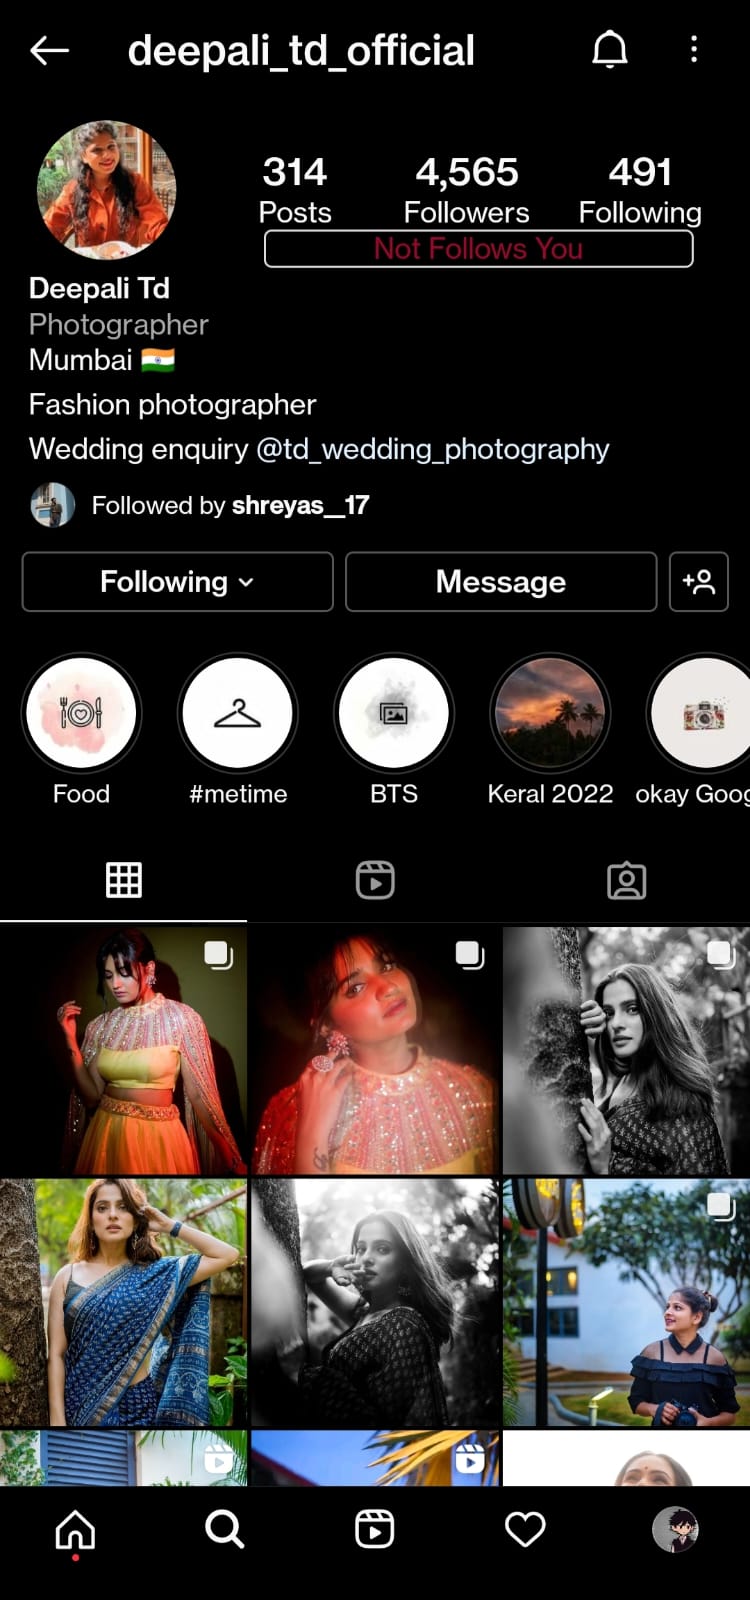 deepali_td_official
314 4,565 491
Posts Followers Following
Not Follows You
Deepali Td
Photographer
Mumbai 🇮🇳
Fashion photographer
Wedding enquiry @td_wedding_photography
Followed by shreyas__17
Following Message
Food #metime BTS Keral 2022 okay Goog